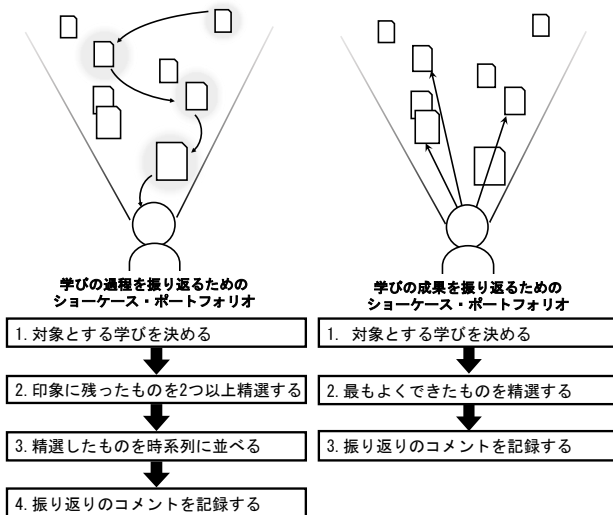 学びの過程を振り返るための
ショーケース・ポートフォリオ
1. 対象とする学びを決める
2. 印象に残ったものを2つ以上精選する
3. 精選したものを時系列に並べる
4. 振り返りのコメントを記録する
学びの成果を振り返るための
ショーケース・ポートフォリオ
1. 対象とする学びを決める
2. 最もよくできたものを精選する
3. 振り返りのコメントを記録する